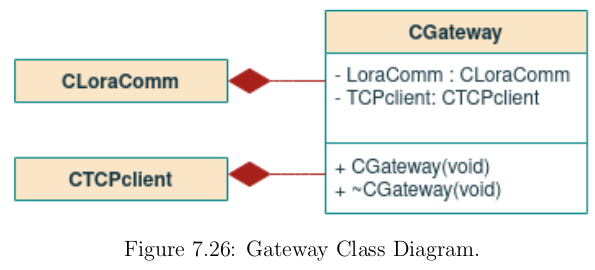 CGateway
CLoraComm
- LoraComm : CLoraComm
- TCPclient: CTCPclient
CTCPclient
+ CGateway(void)
+ ~CGateway(void)
Figure 7.26: Gateway Class Diagram.